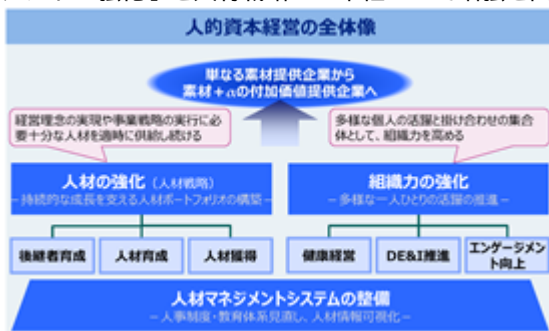 人的資本経営の全体像
単なる素材提供企業から
素材＋αの付加価値提供企業へ
経営理念の実現や事業戦略の実行に必
要十分な人材を適時に供給し続ける
多様な個人の活躍と掛け合わせの集合
体として、組織力を高める
人材の強化（人材戦略）
－持続的な成長を支える人材ポートフォリオの構築－
組織力の強化
－多様な一人ひとりの活躍の推進－
後継者育成
人材育成
人材獲得
健康経営
DE&I推進
エンゲージメン
ト向上
人材マネジメントシステムの整備
－人事制度・教育体系見直し、人材情報可視化－